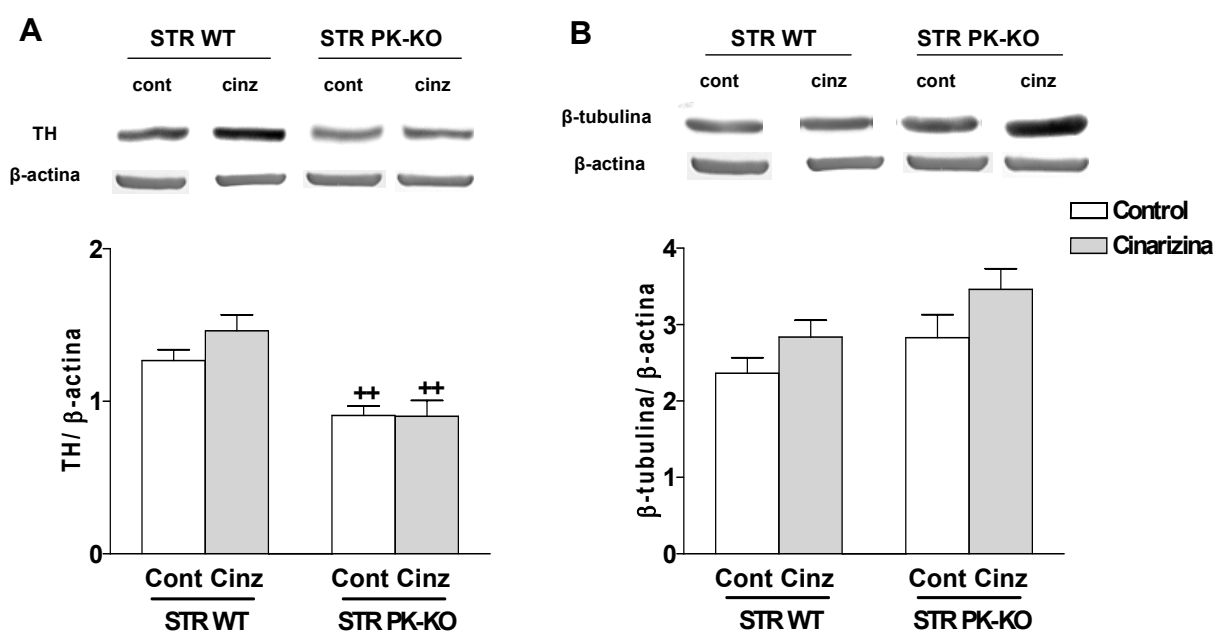 A
STR WT STR PK-KO
cont cinz cont cinz
TH
β-actina
2
1
0
TH/ β-actina
++ ++
Cont Cinz Cont Cinz
STR WT STR PK-KO
B
STR WT STR PK-KO
cont cinz cont cinz
β-tubulina
β-actina
Control
Cinarizina
4
3
2
1
0
β-tubulina/ β-actina
Cont Cinz Cont Cinz
STR WT STR PK-KO